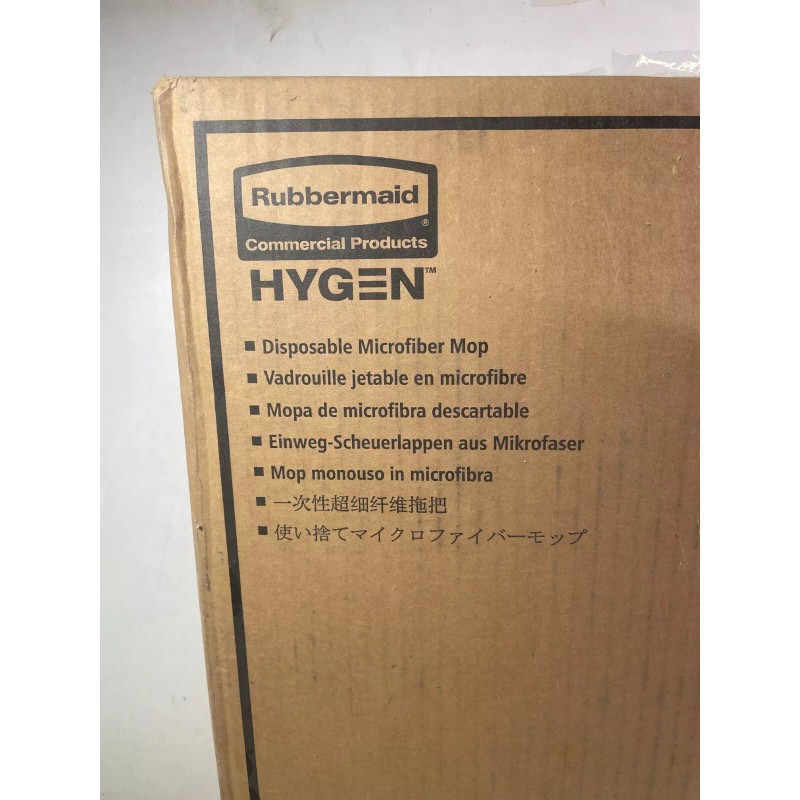 Rubbermaid®
Commercial Products
HYGEN™
▪ Disposable Microfiber Mop
▪ Vadrouille jetable en microfibre
▪ Mopa de microfibra descartable
▪ Einweg-Scheuerlappen aus Mikrofaser
▪ Mop monouso in microfibra
▪ 一次性超细纤维拖把
▪ 使い捨てマイクロファイバーモップ